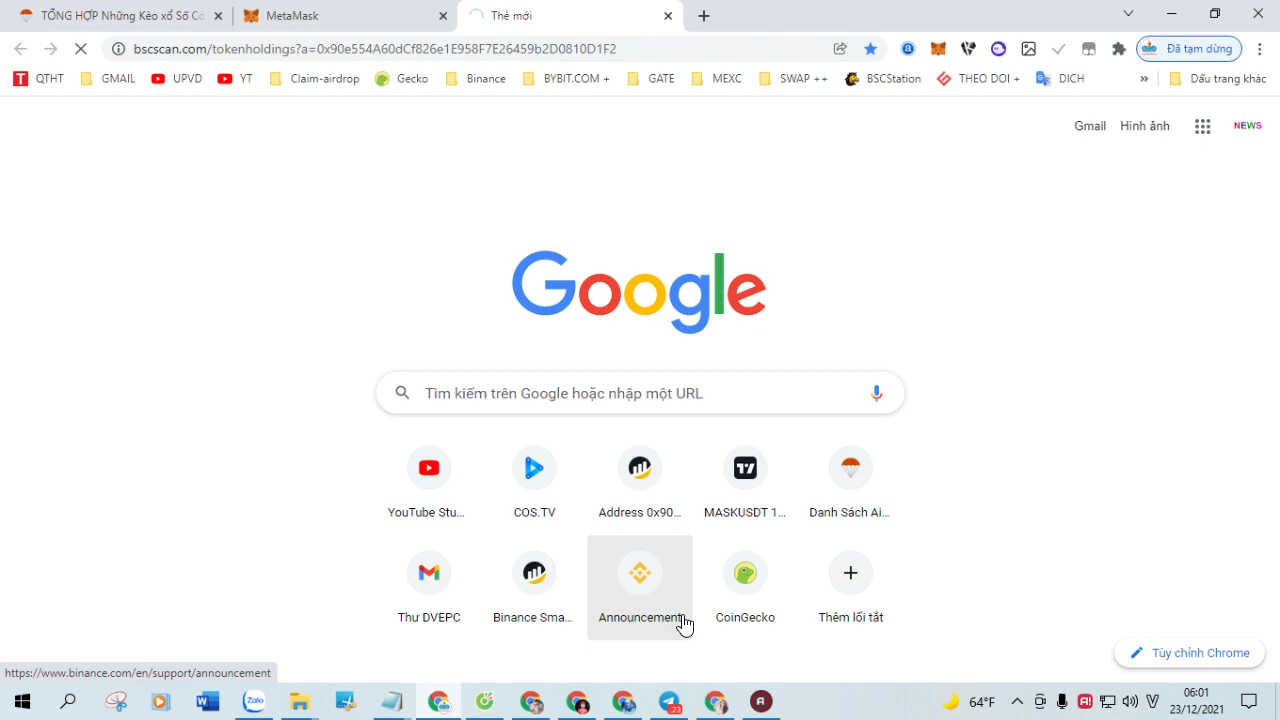 TỔNG HỢP Những Kèo xổ Số Có
MetaMask
Thẻ mới
bscscan.com/tokenholdings?a=0x90e554A60dCf826e1E958F7E26459b2D0810D1F2
Đã tạm dừng
QTHT
GMAIL
UPVD
YT
Claim-airdrop
Gecko
Binance
BYBIT.COM +
GATE
MEXC
SWAP ++
BSCStation
THEO DOI +
DICH
»
Dấu trang khác
Gmail
Hình ảnh
NEWS
Google
Tìm kiếm trên Google hoặc nhập một URL
YouTube Stu...
COS.TV
Address 0x90...
MASKUSDT 1...
Danh Sách Ai...
Thư DVEPC
Binance Sma...
Announcement
CoinGecko
Thêm lối tắt
Tùy chỉnh Chrome
https://www.binance.com/en/support/announcement
Zalo
23
64°F
06:01
23/12/2021